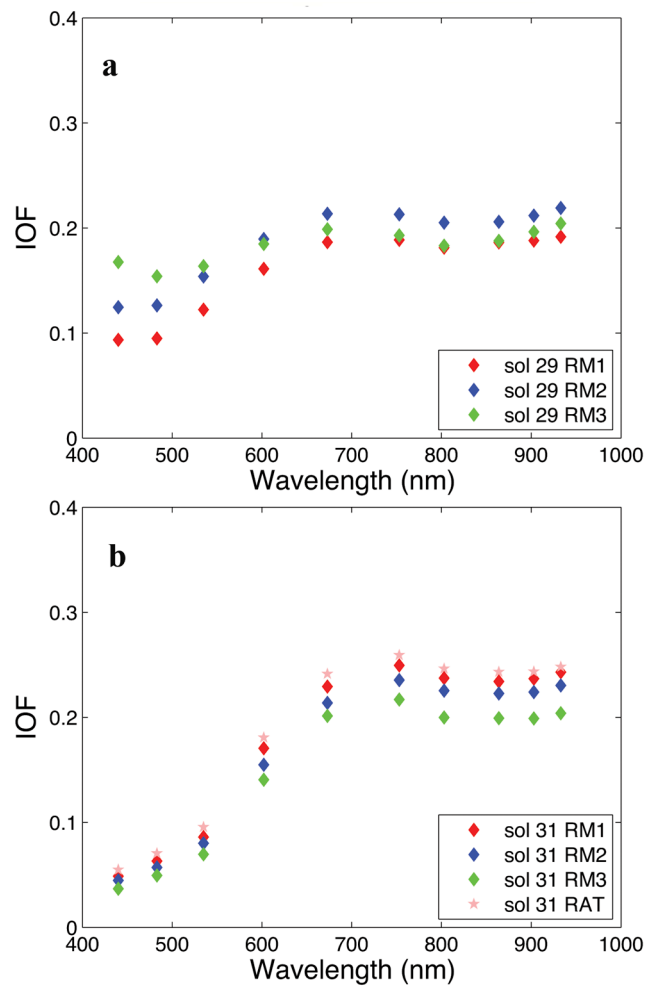 0.4
a
0.3
IOF
0.2
0.1
sol 29 RM1
sol 29 RM2
sol 29 RM3
0
400 500 600 700 800 900 1000
Wavelength (nm)
0.4
b
0.3
IOF
0.2
0.1
sol 31 RM1
sol 31 RM2
sol 31 RM3
sol 31 RAT
0
400 500 600 700 800 900 1000
Wavelength (nm)